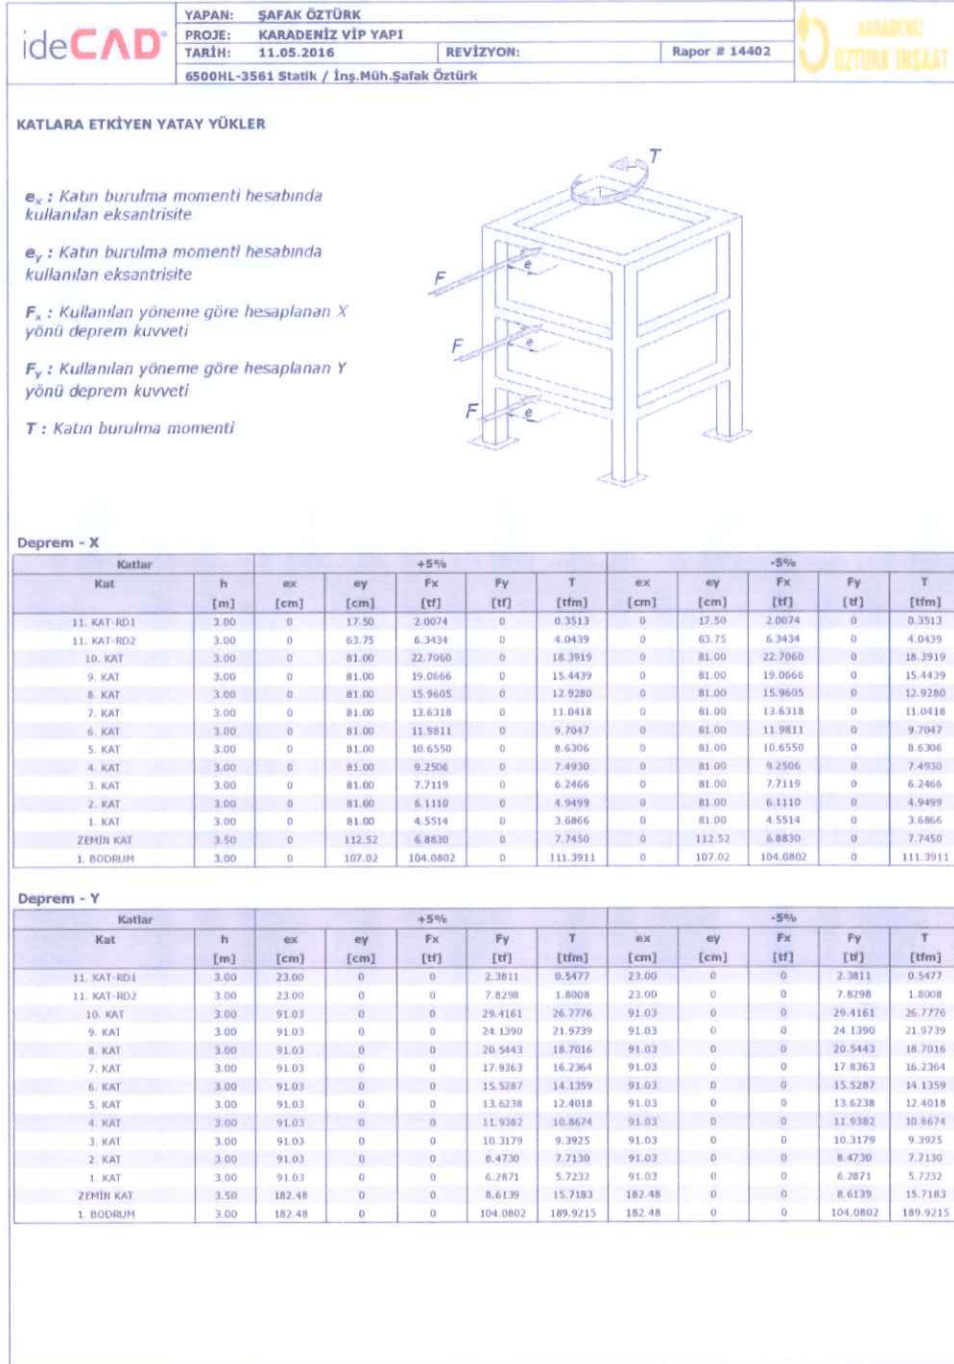 ideCAD
YAPAN: ŞAFAK ÖZTÜRK
PROJE: KARADENİZ VİP YAPI
TARİH: 11.05.2016 REVİZYON: Rapor # 14402
6500HL-3561 Statik / İnş.Müh.Şafak Öztürk
KARADENİZ
ÖZTÜRK İNŞAAT
KATLARA ETKİYEN YATAY YÜKLER
ex : Katın burulma momenti hesabında
kullanılan eksantrisite
ey : Katın burulma momenti hesabında
kullanılan eksantrisite
Fx : Kullanılan yöneme göre hesaplanan X
yönü deprem kuvveti
Fy : Kullanılan yöneme göre hesaplanan Y
yönü deprem kuvveti
T : Katın burulma momenti
T
F e
F e
F e
Deprem - X
Katlar +5% -5%
Kat h ex ey Fx Fy T ex ey Fx Fy T
[m] [cm] [cm] [tf] [tf] [tfm] [cm] [cm] [tf] [tf] [tfm]
11. KAT-RD1 3.00 0 17.50 2.0074 0 0.3513 0 17.50 2.0074 0 0.3513
11. KAT-RD2 3.00 0 63.75 6.3434 0 4.0439 0 63.75 6.3434 0 4.0439
10. KAT 3.00 0 81.00 22.7060 0 18.3919 0 81.00 22.7060 0 18.3919
9. KAT 3.00 0 81.00 19.0666 0 15.4439 0 81.00 19.0666 0 15.4439
8. KAT 3.00 0 81.00 15.9605 0 12.9280 0 81.00 15.9605 0 12.9280
7. KAT 3.00 0 81.00 13.6318 0 11.0418 0 81.00 13.6318 0 11.0418
6. KAT 3.00 0 81.00 11.9811 0 9.7047 0 81.00 11.9811 0 9.7047
5. KAT 3.00 0 81.00 10.6550 0 8.6306 0 81.00 10.6550 0 8.6306
4. KAT 3.00 0 81.00 9.2506 0 7.4930 0 81.00 9.2506 0 7.4930
3. KAT 3.00 0 81.00 7.7119 0 6.2466 0 81.00 7.7119 0 6.2466
2. KAT 3.00 0 81.00 6.1110 0 4.9499 0 81.00 6.1110 0 4.9499
1. KAT 3.00 0 81.00 4.5514 0 3.6866 0 81.00 4.5514 0 3.6866
ZEMİN KAT 3.50 0 112.52 6.8830 0 7.7450 0 112.52 6.8830 0 7.7450
1. BODRUM 3.00 0 107.02 104.0802 0 111.3911 0 107.02 104.0802 0 111.3911
Deprem - Y
Katlar +5% -5%
Kat h ex ey Fx Fy T ex ey Fx Fy T
[m] [cm] [cm] [tf] [tf] [tfm] [cm] [cm] [tf] [tf] [tfm]
11. KAT-RD1 3.00 23.00 0 0 2.3811 0.5477 23.00 0 0 2.3811 0.5477
11. KAT-RD2 3.00 23.00 0 0 7.8298 1.8008 23.00 0 0 7.8298 1.8008
10. KAT 3.00 91.03 0 0 29.4161 26.7776 91.03 0 0 29.4161 26.7776
9. KAT 3.00 91.03 0 0 24.1390 21.9739 91.03 0 0 24.1390 21.9739
8. KAT 3.00 91.03 0 0 20.5443 18.7016 91.03 0 0 20.5443 18.7016
7. KAT 3.00 91.03 0 0 17.8363 16.2364 91.03 0 0 17.8363 16.2364
6. KAT 3.00 91.03 0 0 15.5287 14.1359 91.03 0 0 15.5287 14.1359
5. KAT 3.00 91.03 0 0 13.6238 12.4018 91.03 0 0 13.6238 12.4018
4. KAT 3.00 91.03 0 0 11.9382 10.8674 91.03 0 0 11.9382 10.8674
3. KAT 3.00 91.03 0 0 10.3179 9.3925 91.03 0 0 10.3179 9.3925
2. KAT 3.00 91.03 0 0 8.4730 7.7130 91.03 0 0 8.4730 7.7130
1. KAT 3.00 91.03 0 0 6.2871 5.7232 91.03 0 0 6.2871 5.7232
ZEMİN KAT 3.50 182.48 0 0 8.6139 15.7183 182.48 0 0 8.6139 15.7183
1. BODRUM 3.00 182.48 0 0 104.0802 189.9215 182.48 0 0 104.0802 189.9215